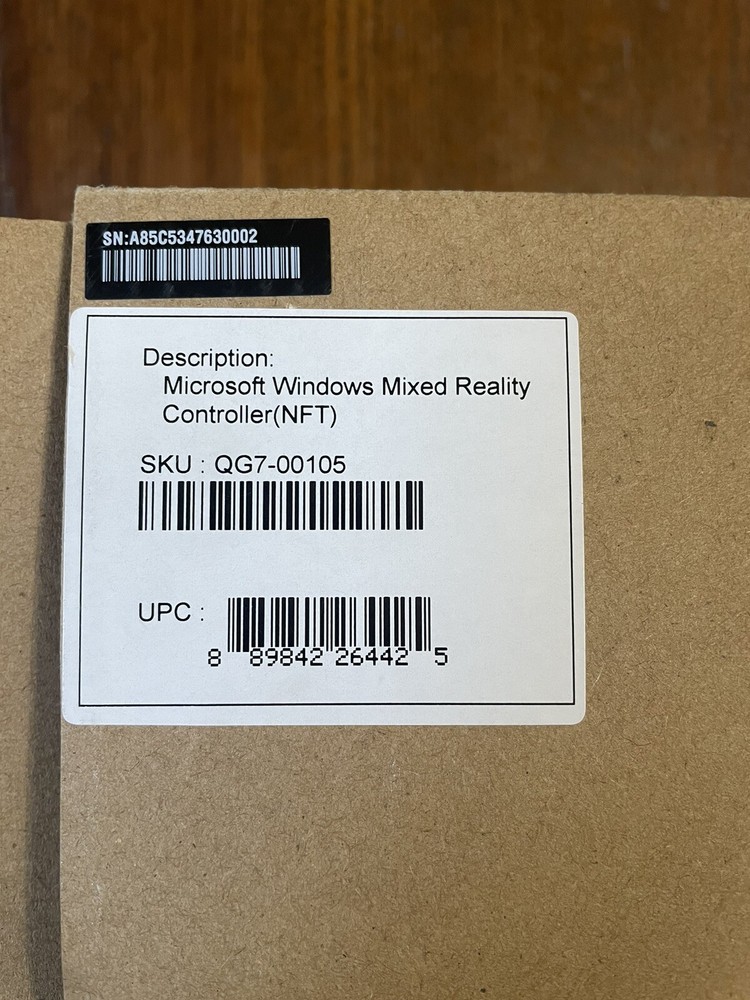 SN:A85C5347630002
Description:
Microsoft Windows Mixed Reality
Controller(NFT)
SKU : QG7-00105
UPC :
8 89842 26442 5